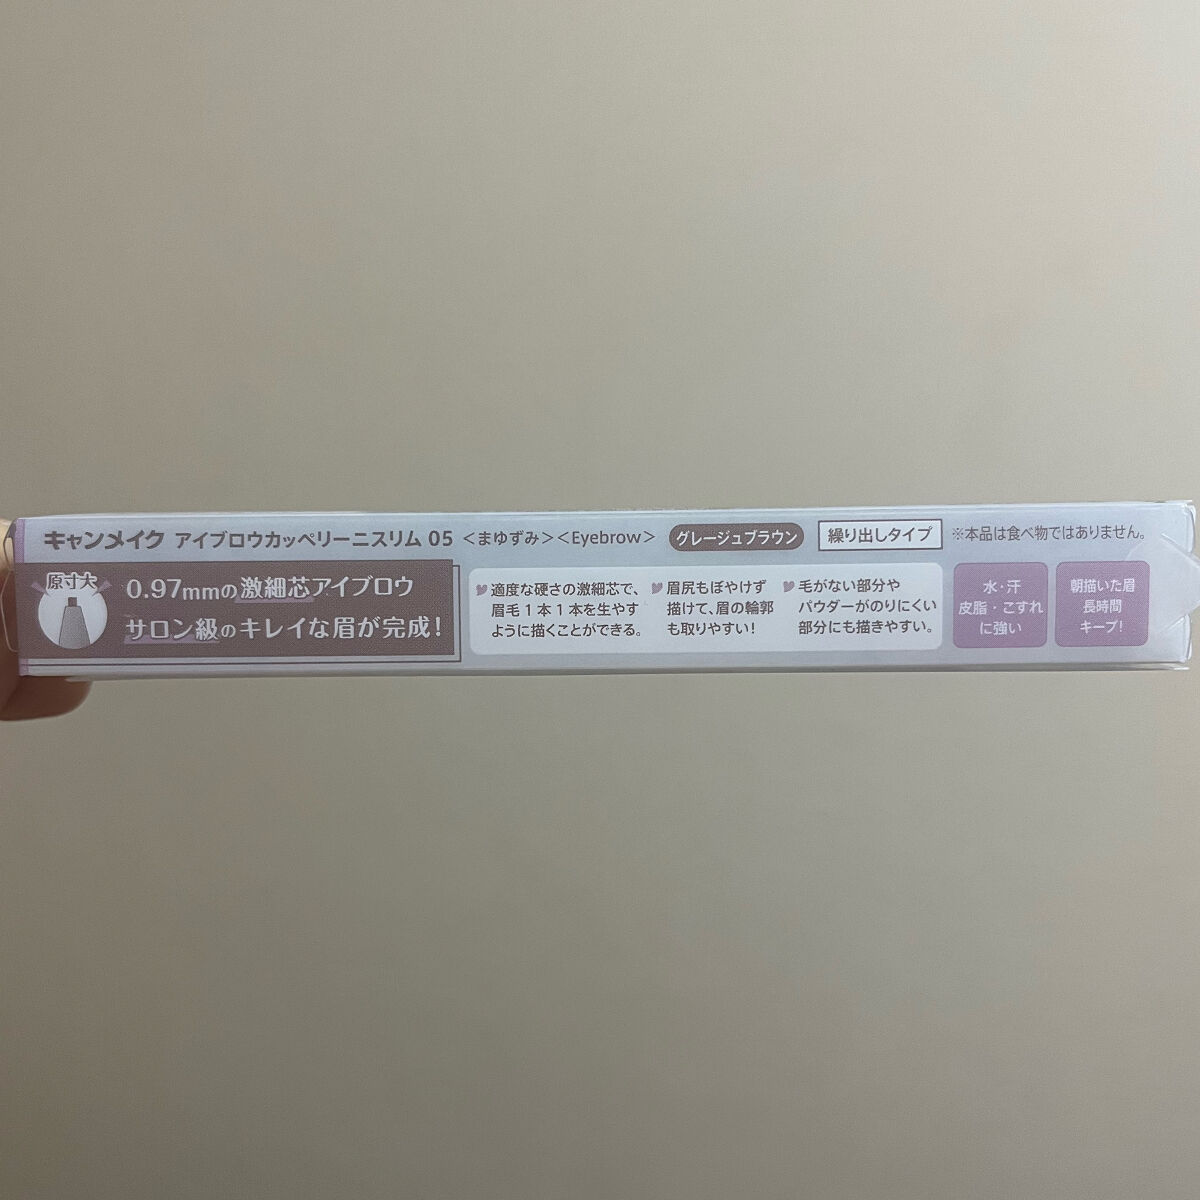 キャンメイク アイブロウカッペリーニスリム 05 <まゆずみ><Eyebrow> グレージュブラウン 繰り出しタイプ ※本品は食べ物ではありません。
原寸大
0.97mmの激細芯アイブロウ
サロン級のキレイな眉が完成!
適度な硬さの激細芯で、
眉毛1本1本を生やす
ように描くことができる。
眉尻もぼやけず
描けて、眉の輪郭
も取りやすい!
毛がない部分や
パウダーがのりにくい
部分にも描きやすい。
水・汗
皮脂・こすれ
に強い
朝描いた眉
長時間
キープ!